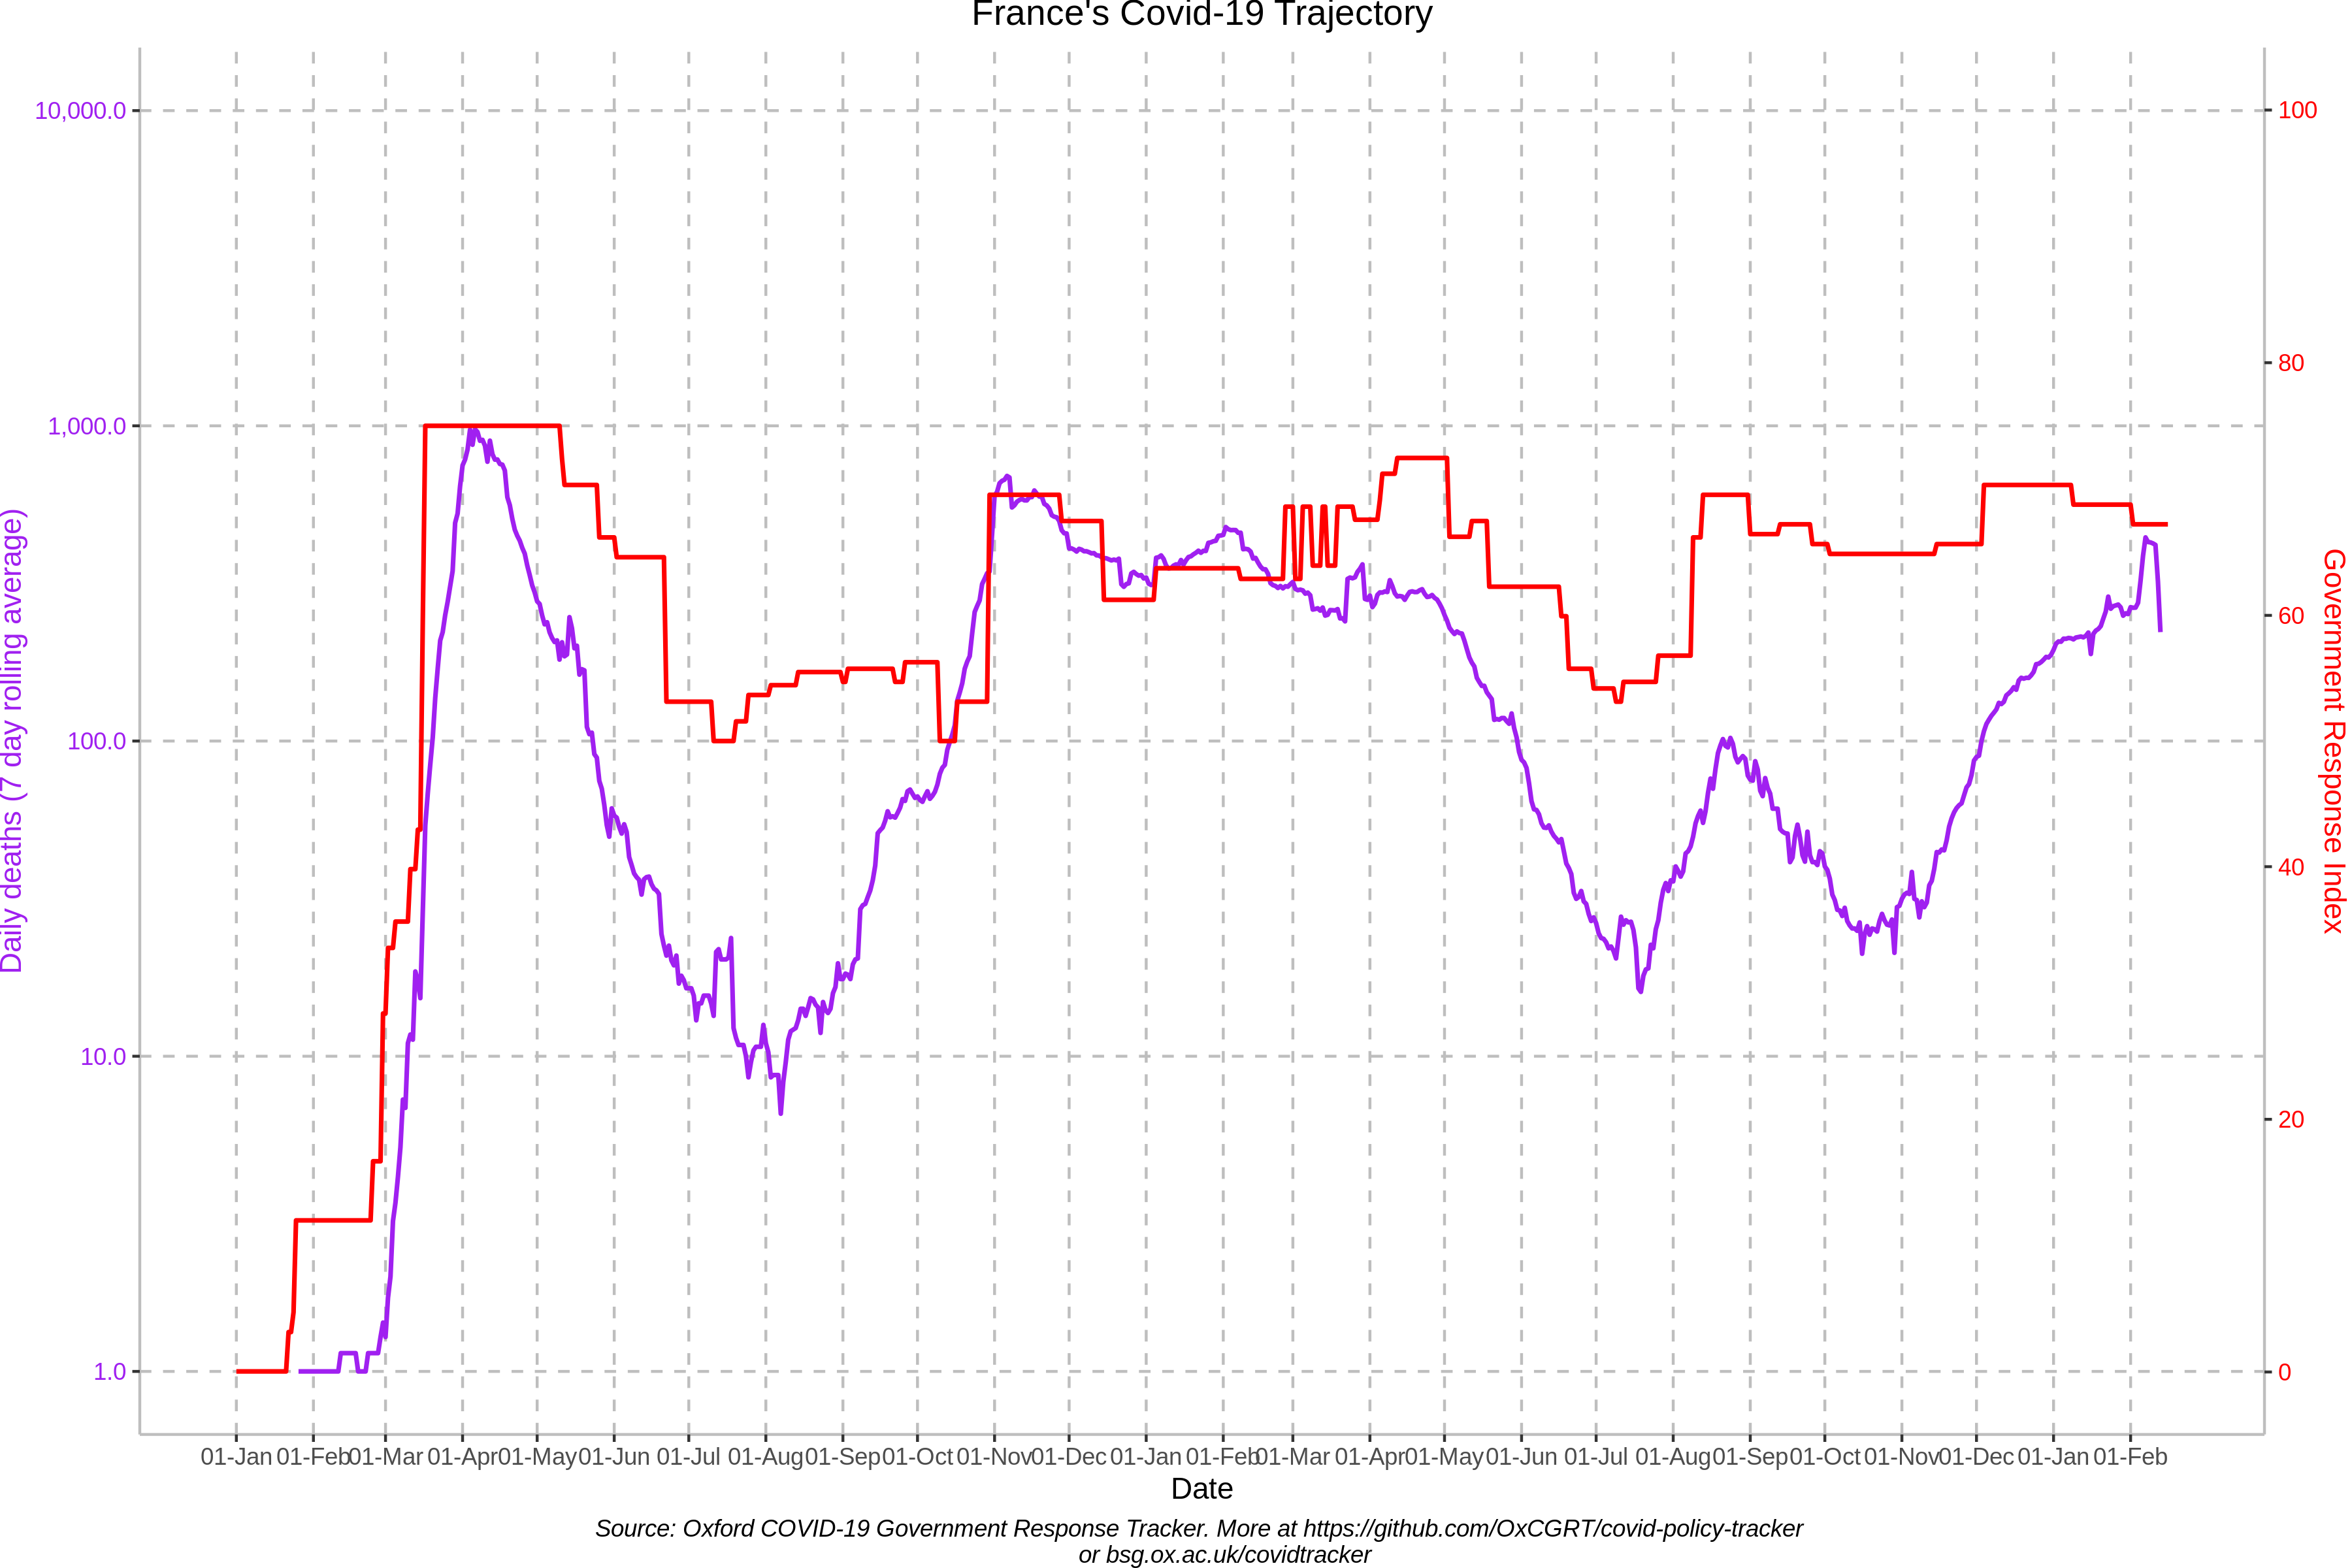 France's Covid-19 Trajectory
10,000.0
1,000.0
100.0
10.0
1.0
Daily deaths (7 day rolling average)
100
80
60
40
20
0
Government Response Index
01-Jan 01-Feb 01-Mar 01-Apr 01-May 01-Jun 01-Jul 01-Aug 01-Sep 01-Oct 01-Nov 01-Dec 01-Jan 01-Feb 01-Mar 01-Apr 01-May 01-Jun 01-Jul 01-Aug 01-Sep 01-Oct 01-Nov 01-Dec 01-Jan 01-Feb
Date
Source: Oxford COVID-19 Government Response Tracker. More at https://github.com/OxCGRT/covid-policy-tracker
or bsg.ox.ac.uk/covidtracker